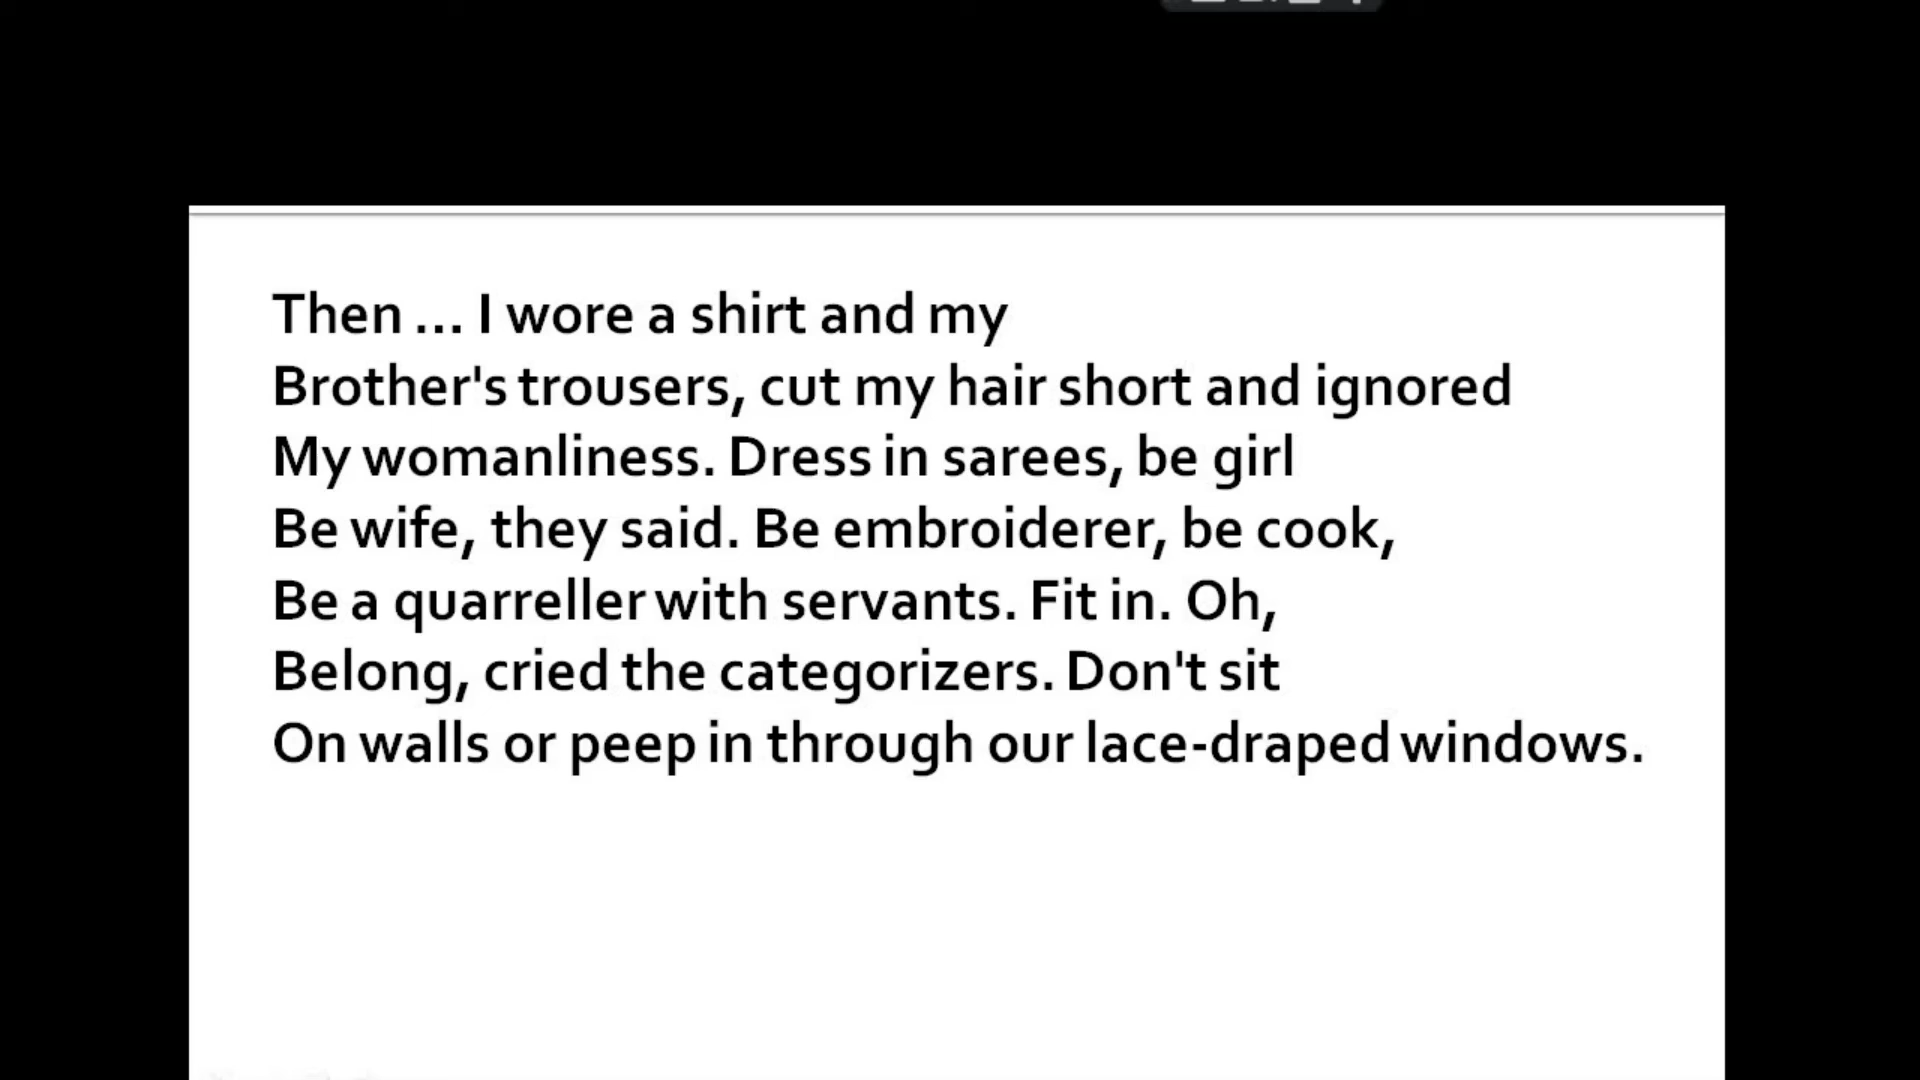 Then ... I wore a shirt and my
Brother's trousers, cut my hair short and ignored
My womanliness. Dress in sarees, be girl
Be wife, they said. Be embroiderer, be cook,
Be a quarreller with servants. Fit in. Oh,
Belong, cried the categorizers. Don't sit
On walls or peep in through our lace-draped windows.